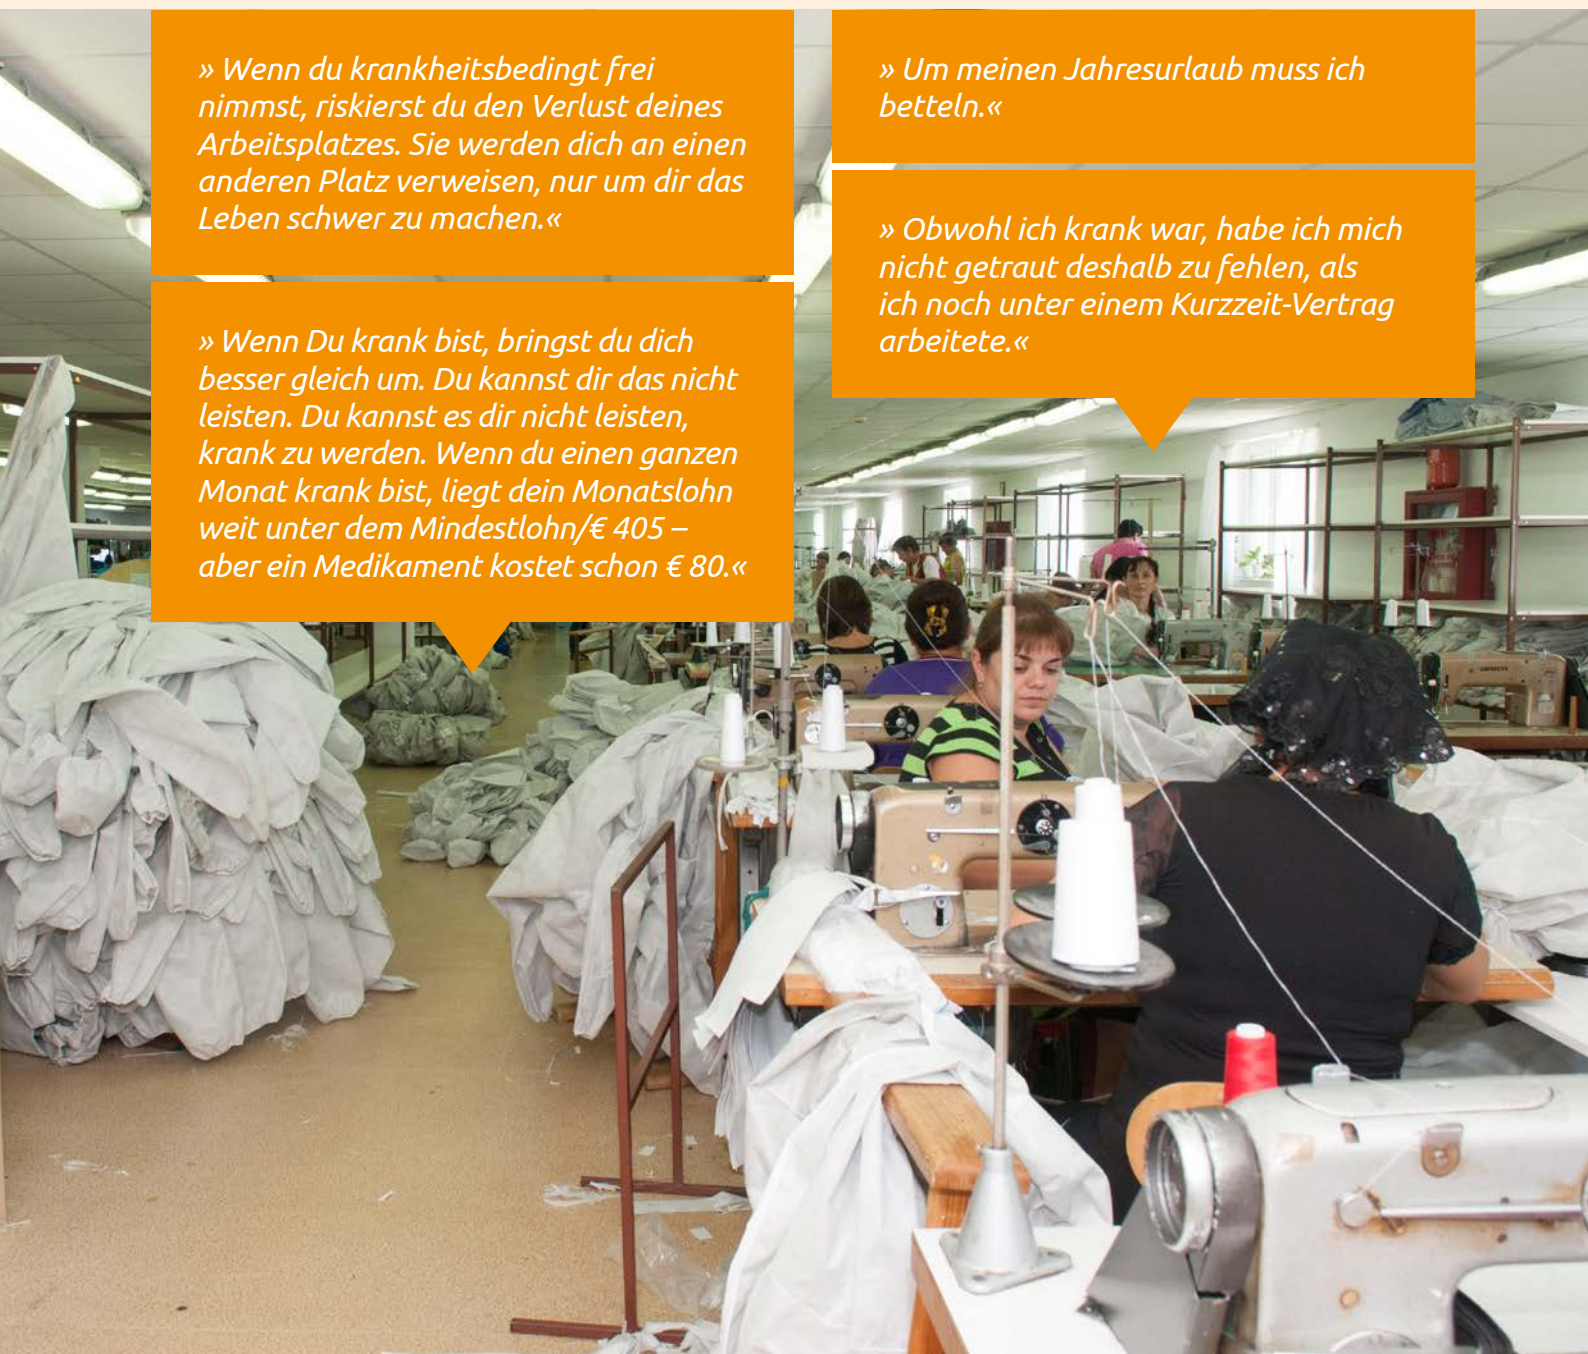 » Wenn du krankheitsbedingt frei
nimmst, riskierst du den Verlust deines
Arbeitsplatzes. Sie werden dich an einen
anderen Platz verweisen, nur um dir das
Leben schwer zu machen.«
» Wenn Du krank bist, bringst du dich
besser gleich um. Du kannst dir das nicht
leisten. Du kannst es dir nicht leisten,
krank zu werden. Wenn du einen ganzen
Monat krank bist, liegt dein Monatslohn
weit unter dem Mindestlohn/€ 405 –
aber ein Medikament kostet schon € 80.«
» Um meinen Jahresurlaub muss ich
betteln.«
» Obwohl ich krank war, habe ich mich
nicht getraut deshalb zu fehlen, als
ich noch unter einem Kurzzeit-Vertrag
arbeitete.«